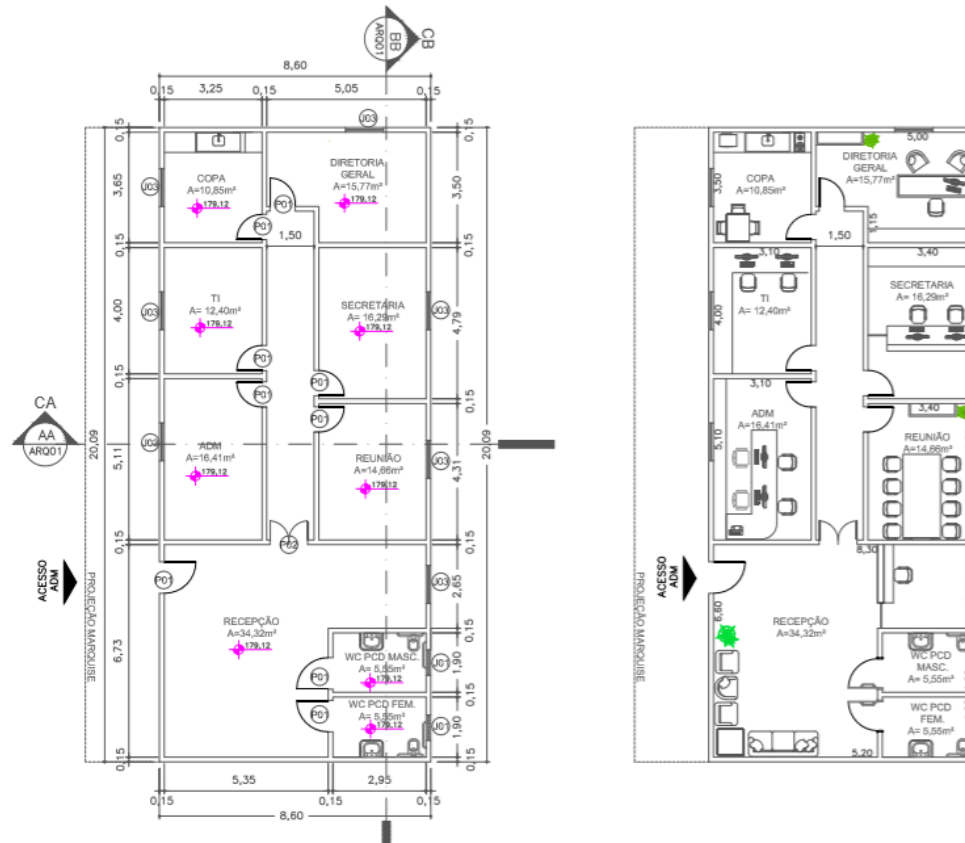 CB
BB
ARQ01
8,60
0,15
3,25
0,15
5,05
0,15
J03
0,15
0,15
3,65
J03
COPA
A=10,85m²
179,12
DIRETORIA
GERAL
A=15,77m²
179,12
3,50
P01
P01
1,50
0,15
0,15
4,00
J03
TI
A= 12,40m²
179,12
SECRETARIA
A= 16,29m²
179,12
J03
4,79
P01
P01
P01
P01
0,15
0,15
CA
AA
ARQ01
20,09
5,11
J03
ADM
A=16,41m²
179,12
REUNIÃO
A=14,66m²
179,12
J03
4,31
20,09
0,15
P02
0,15
ACESSO
ADM
PROJEÇÃO MARQUISE
P01
J03
2,65
6,73
RECEPÇÃO
A=34,32m²
179,12
0,15
WC PCD MASC.
A= 5,55m²
179,12
P01
J01
1,90
0,15
WC PCD FEM.
A= 5,55m²
179,12
P01
J01
1,90
0,15
0,15
5,35
2,95
0,15
0,15
0,15
8,60
5,00
COPA
A=10,85m²
3,50
DIRETORIA
GERAL
A=15,77m²
1,15
1,50
3,10
3,40
TI
A= 12,40m²
4,00
SECRETARIA
A= 16,29m²
3,10
3,40
ADM
A=16,41m²
5,10
REUNIÃO
A=14,66m²
8,30
ACESSO
ADM
PROJEÇÃO MARQUISE
6,60
RECEPÇÃO
A=34,32m²
WC PCD
MASC.
A= 5,55m²
WC PCD
FEM.
A= 5,55m²
5,20